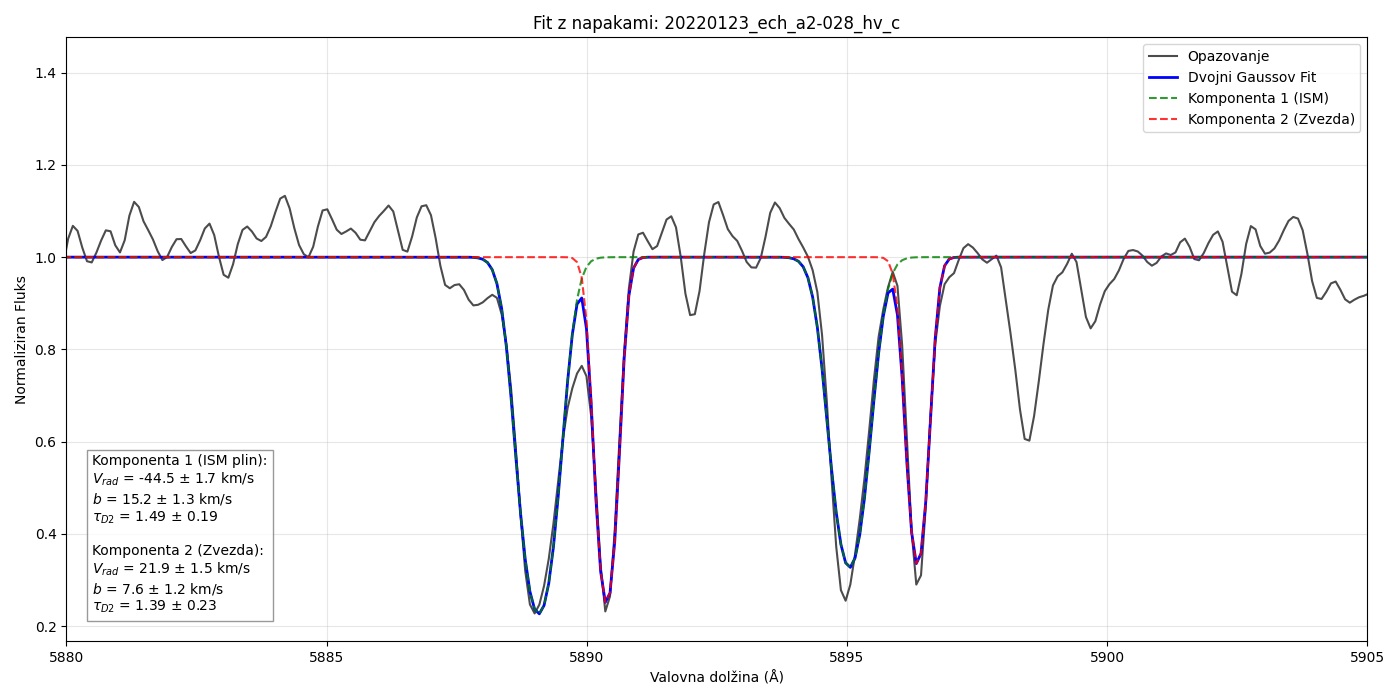 Fit z napakami: 20220123_ech_a2-028_hv_c
Normaliziran Fluks
1.4
1.2
1.0
0.8
0.6
0.4
0.2
Opazovanje
Dvojni Gaussov Fit
Komponenta 1 (ISM)
Komponenta 2 (Zvezda)
Komponenta 1 (ISM plin):
V_rad = -44.5 ± 1.7 km/s
b = 15.2 ± 1.3 km/s
τ_D2 = 1.49 ± 0.19
Komponenta 2 (Zvezda):
V_rad = 21.9 ± 1.5 km/s
b = 7.6 ± 1.2 km/s
τ_D2 = 1.39 ± 0.23
5880 5885 5890 5895 5900 5905
Valovna dolžina (Å)